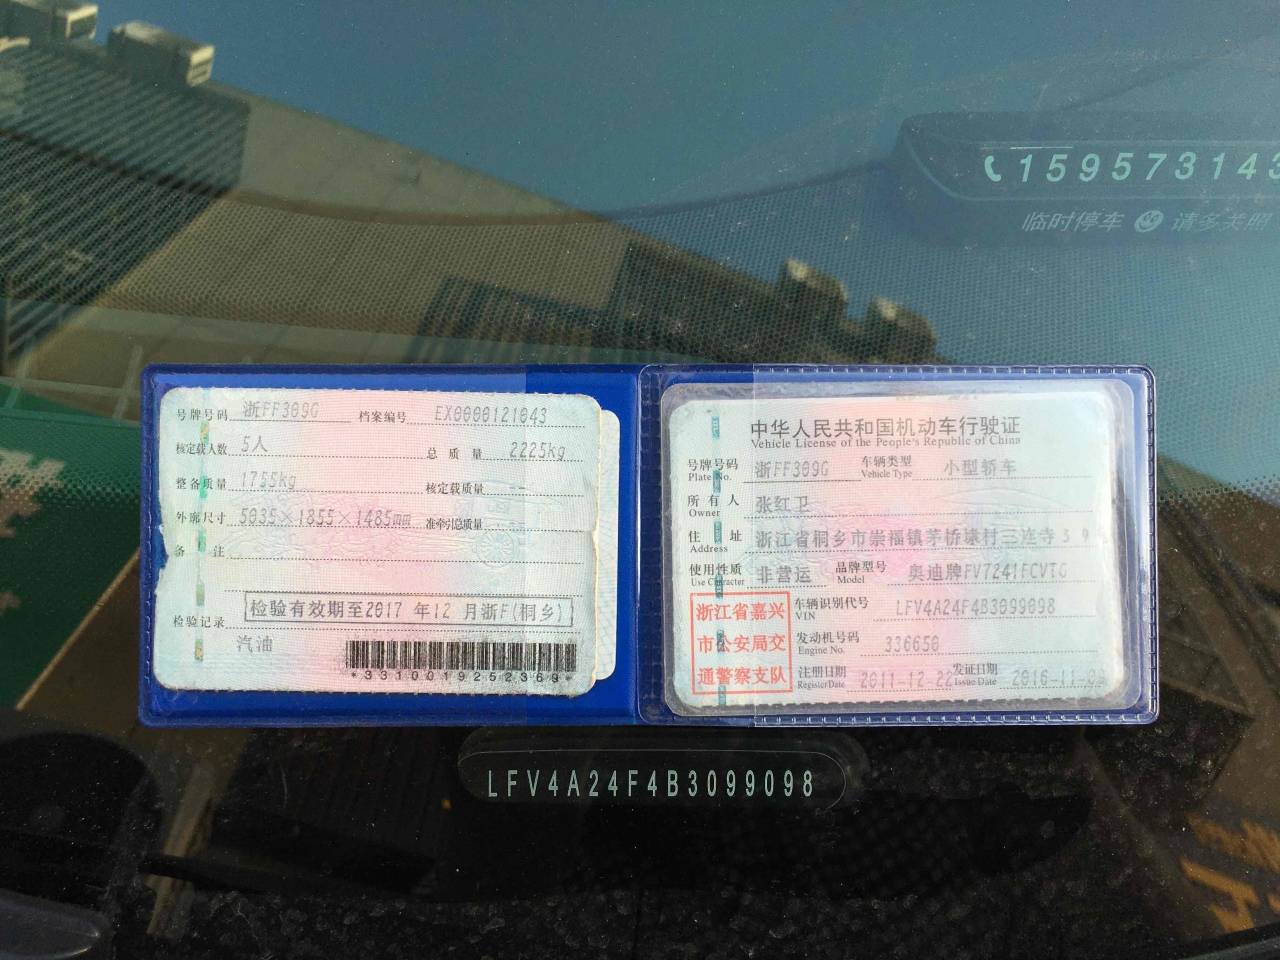 159573143
临时停车 请多关照
号牌号码 浙FF309G 档案编号 EX0000121043
核定载人数 5人 总质量 2225kg
整备质量 1755kg 核定载质量 --
外廓尺寸 5035×1855×1485mm 准牵引总质量
备注
检验记录 检验有效期至2017 年12 月浙F(桐乡)
汽油
*3310019252369*
中华人民共和国机动车行驶证
Vehicle License of the People's Republic of China
号牌号码 浙FF309G 车辆类型 小型轿车
Plate No. Vehicle Type
所有人 张红卫
Owner
住址 浙江省桐乡市崇福镇茅桥埭村三连寺39
Address
使用性质 非营运 品牌型号 奥迪牌FV7241FCVTG
Use Character Model
浙江省嘉兴
市公安局交
通警察支队
车辆识别代号 LFV4A24F4B3099098
VIN
发动机号码 336650
Engine No.
注册日期 2011-12-22 发证日期 2016-11-0
Register Date Issue Date
LFV4A24F4B3099098